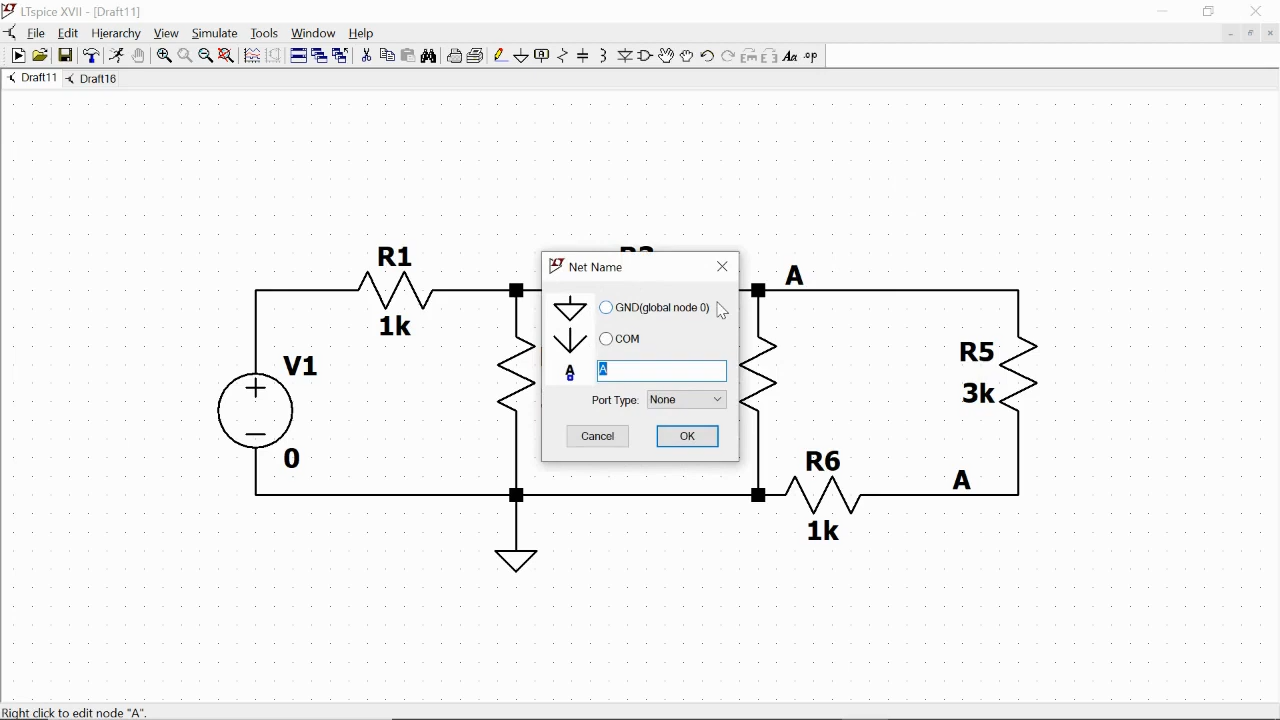 LTspice XVII - [Draft11]
File Edit Hierarchy View Simulate Tools Window Help
Draft11 Draft16
R1
1k
V1
0
A
R5
3k
R6
1k
A
Net Name
GND(global node 0)
COM
A
A
Port Type: None
Cancel OK
Right click to edit node "A".